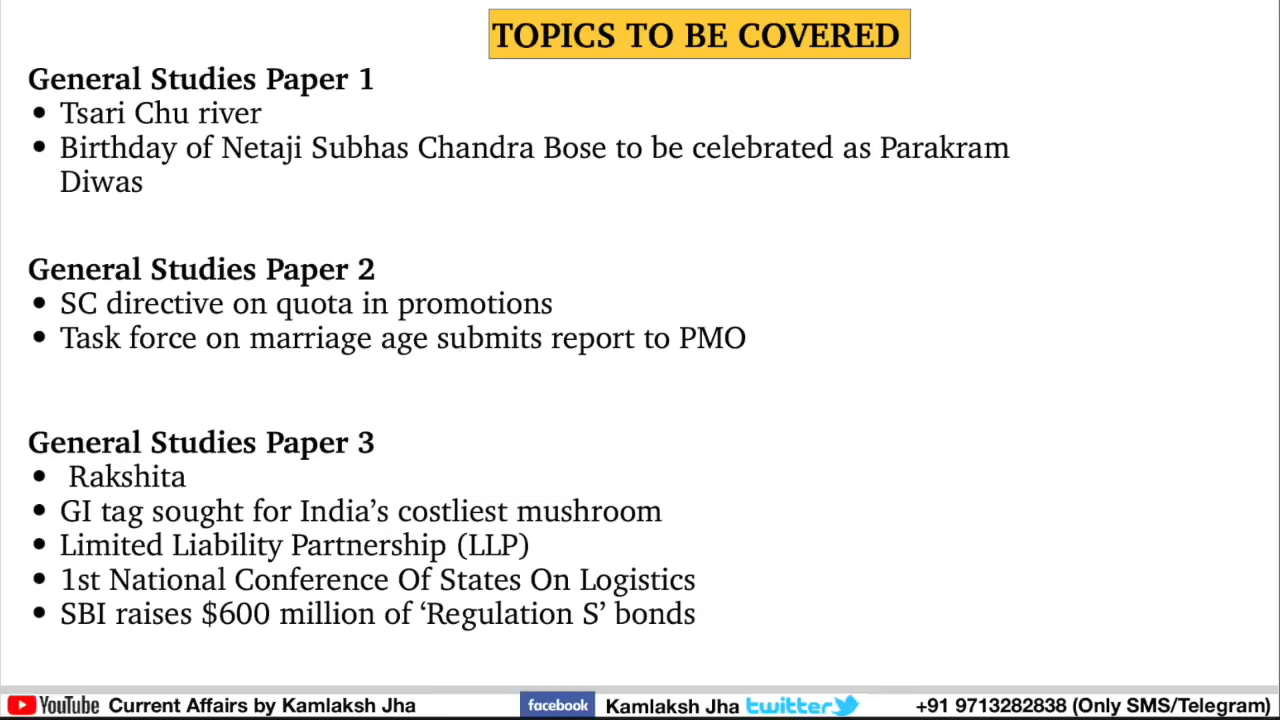 TOPICS TO BE COVERED
General Studies Paper 1
• Tsari Chu river
• Birthday of Netaji Subhas Chandra Bose to be celebrated as Parakram
Diwas
General Studies Paper 2
• SC directive on quota in promotions
• Task force on marriage age submits report to PMO
General Studies Paper 3
• Rakshita
• GI tag sought for India’s costliest mushroom
• Limited Liability Partnership (LLP)
• 1st National Conference Of States On Logistics
• SBI raises $600 million of ‘Regulation S’ bonds
YouTube Current Affairs by Kamlaksh Jha facebook Kamlaksh Jha twitter +91 9713282838 (Only SMS/Telegram)